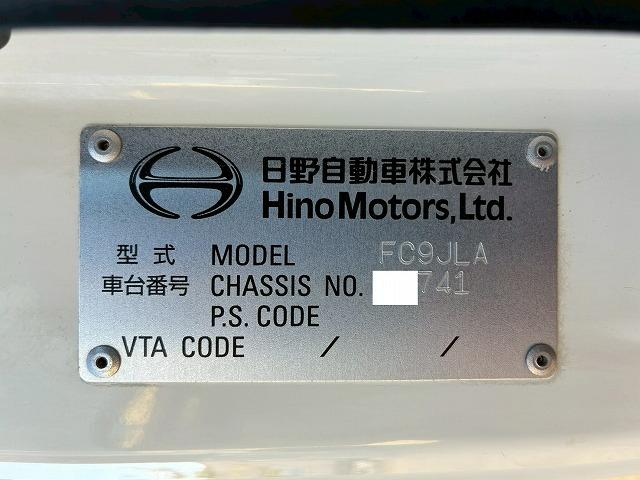 日野自動車株式会社
Hino Motors, Ltd.
型式 MODEL FC9JLA
車台番号 CHASSIS NO. 741
P.S. CODE
VTA CODE / /